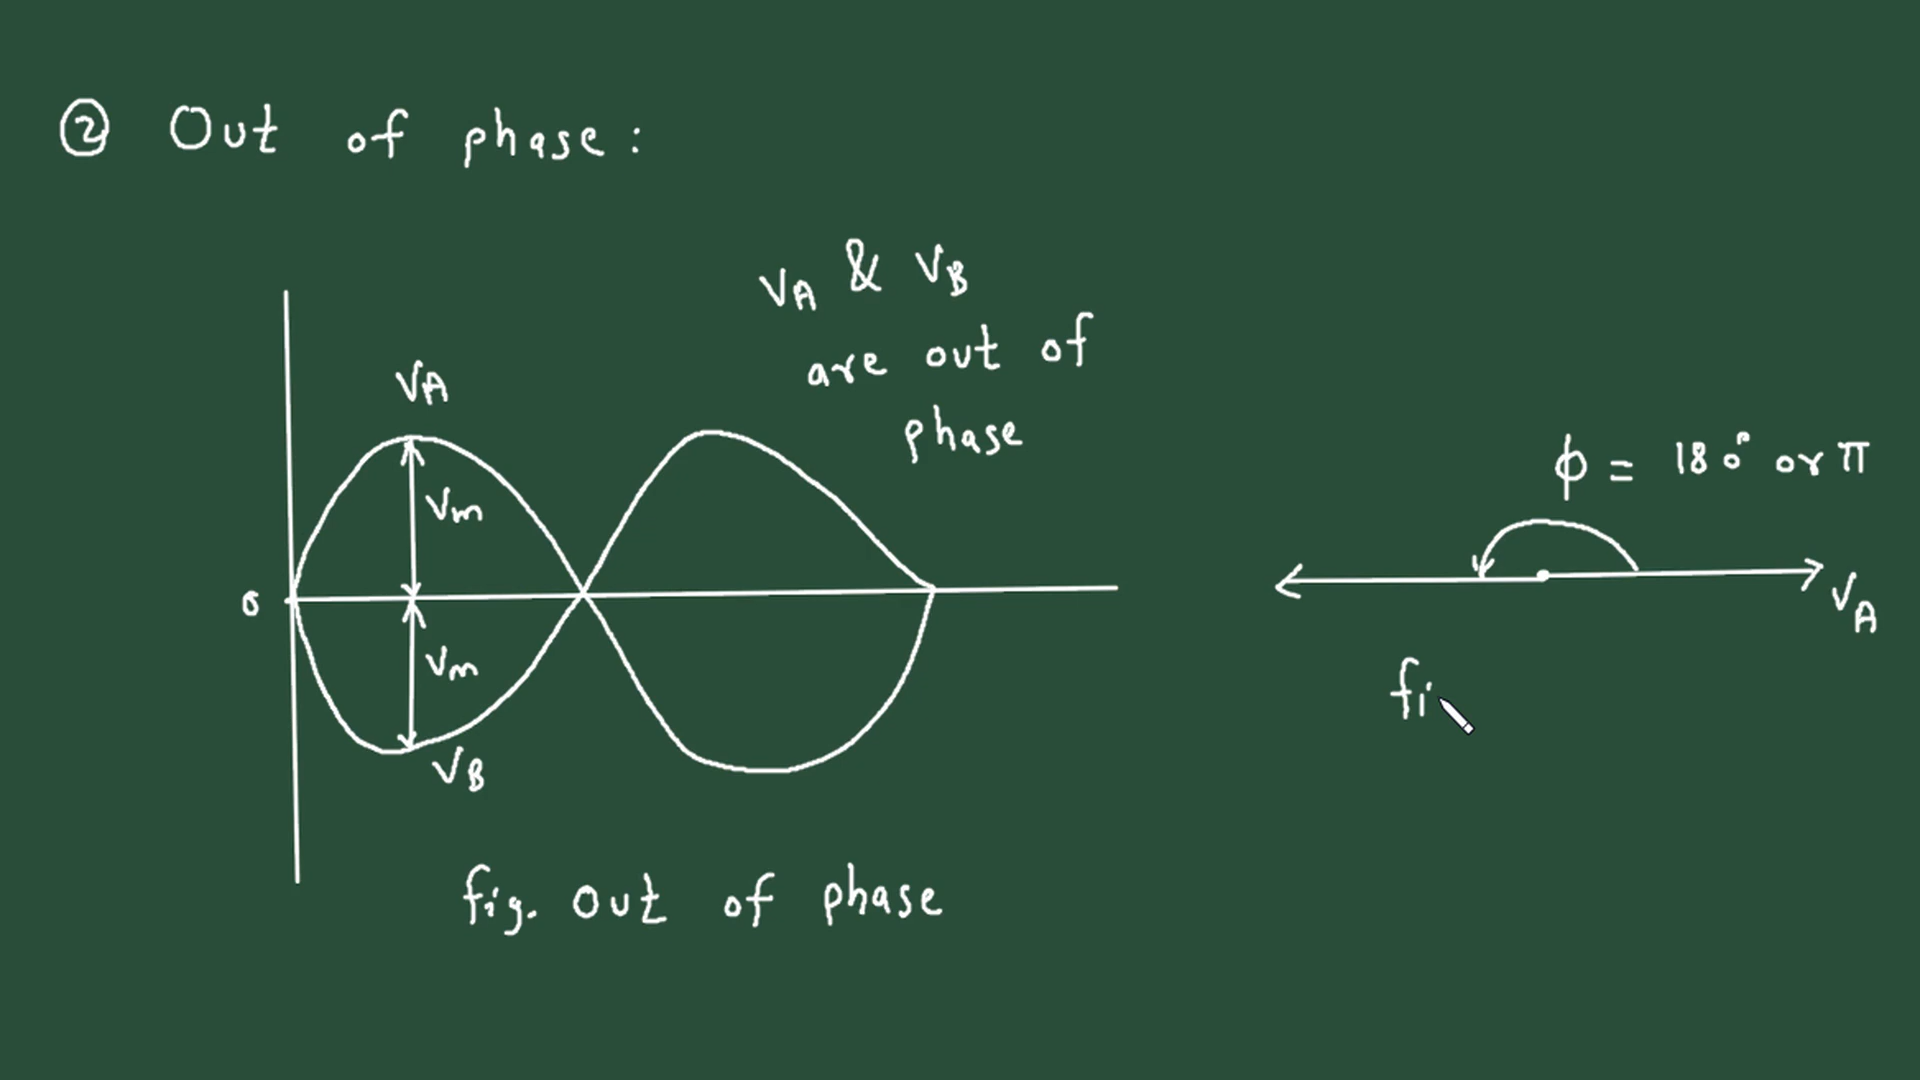 ② Out of phase:
VA & VB
are out of
phase
VA
Vm
Vm
VB
0
fig. Out of phase
ϕ = 180° or π
VA
fi